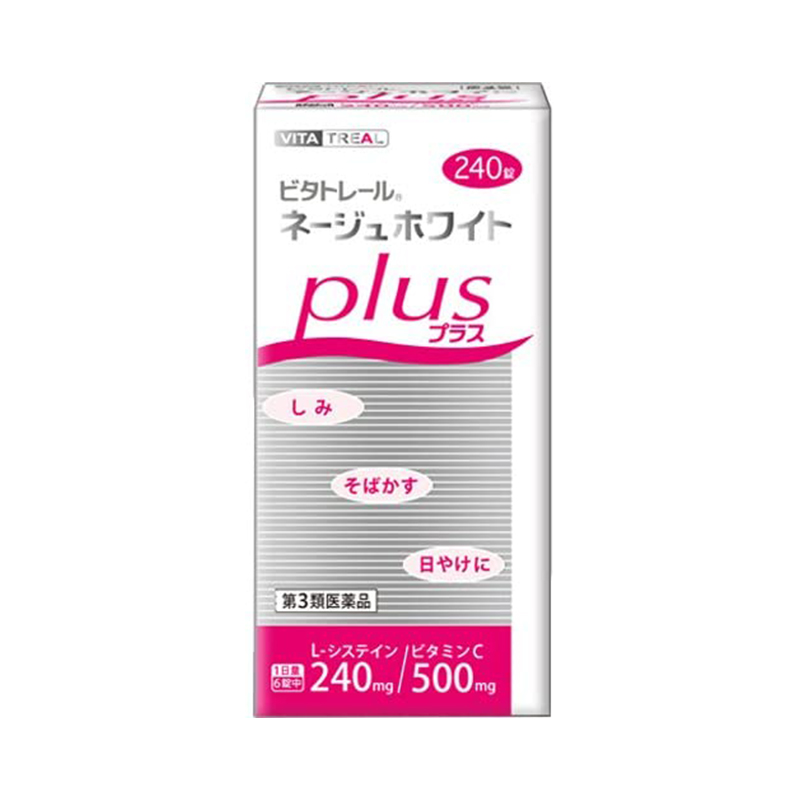 plus
240mg/500mg
VITA TREAL
240錠
ビタトレール®
ネージュホワイト
plus
プラス
しみ
そばかす
日やけに
第3類医薬品
L-システイン/ビタミンC
1日量
6錠中
240mg/500mg